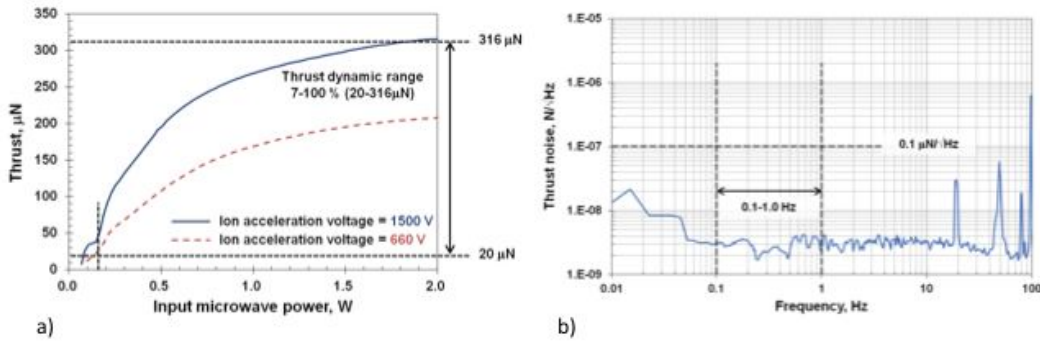 350
300
250
200
150
100
50
0
Thrust, µN
0.0 0.5 1.0 1.5 2.0
Input microwave power, W
Thrust dynamic range
7-100 % (20-316µN)
Ion acceleration voltage = 1500 V
Ion acceleration voltage = 660 V
316 µN
20 µN
a)
1.E-05
1.E-06
1.E-07
1.E-08
1.E-09
Thrust noise, N/√Hz
0.1 µN/√Hz
0.1-1.0 Hz
0.01 0.1 1 10 100
Frequency, Hz
b)